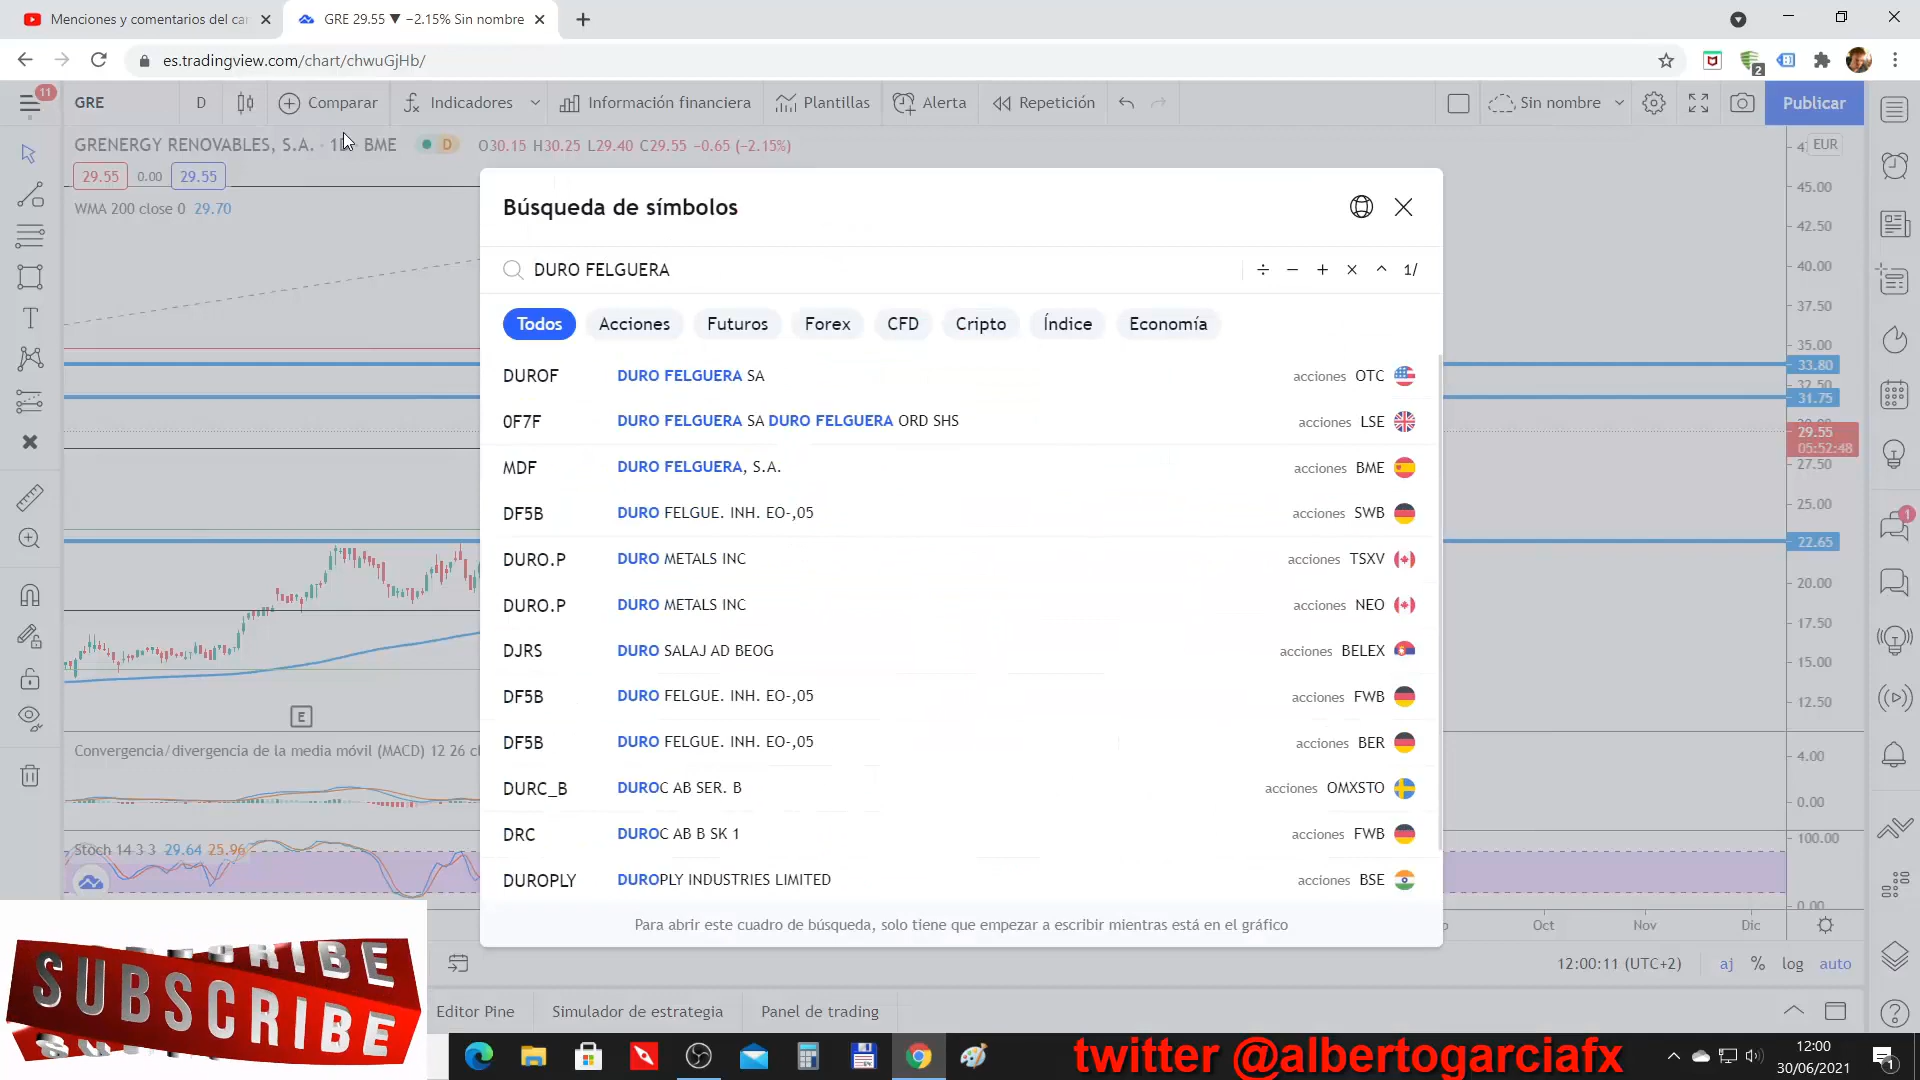 Menciones y comentarios del car
GRE 29.55 ▼ −2.15% Sin nombre
es.tradingview.com/chart/chwuGjHb/
2
11
GRE
D
Comparar
Indicadores
Información financiera
Plantillas
Alerta
Repetición
Sin nombre
Publicar
GRENERGY RENOVABLES, S.A. · 1D · BME
D
O30.15 H30.25 L29.40 C29.55 −0.65 (−2.15%)
EUR
29.55
0.00
29.55
WMA 200 close 0 29.70
45.00
42.50
40.00
37.50
35.00
33.80
32.50
31.75
29.55
05:52:48
27.50
25.00
22.65
20.00
17.50
15.00
12.50
4.00
0.00
100.00
0.00
Búsqueda de símbolos
DURO FELGUERA
÷ − + × ^ 1/
Todos
Acciones
Futuros
Forex
CFD
Cripto
Índice
Economía
DUROF DURO FELGUERA SA acciones OTC
0F7F DURO FELGUERA SA DURO FELGUERA ORD SHS acciones LSE
MDF DURO FELGUERA, S.A. acciones BME
DF5B DURO FELGUE. INH. EO-,05 acciones SWB
DURO.P DURO METALS INC acciones TSXV
DURO.P DURO METALS INC acciones NEO
DJRS DURO SALAJ AD BEOG acciones BELEX
DF5B DURO FELGUE. INH. EO-,05 acciones FWB
DF5B DURO FELGUE. INH. EO-,05 acciones BER
DURC_B DUROC AB SER. B acciones OMXSTO
DRC DUROC AB B SK 1 acciones FWB
DUROPLY DUROPLY INDUSTRIES LIMITED acciones BSE
Para abrir este cuadro de búsqueda, solo tiene que empezar a escribir mientras está en el gráfico
E
Convergencia/divergencia de la media móvil (MACD) 12 26 cl
Stoch 14 3 3 29.64 25.96
1
Oct
Nov
Dic
12:00:11 (UTC+2)
aj
%
log
auto
Editor Pine
Simulador de estrategia
Panel de trading
SUBSCRIBE
twitter @albertogarciafx
12:00
30/06/2021
1